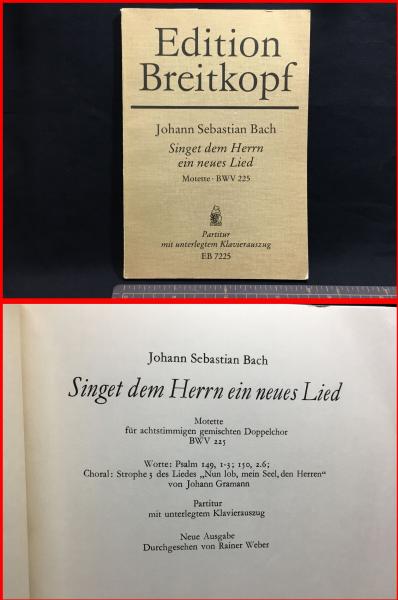 Edition
Breitkopf
Johann Sebastian Bach
Singet dem Herrn
ein neues Lied
Motette · BWV 225
Partitur
mit unterlegtem Klavierauszug
EB 7225
Johann Sebastian Bach
Singet dem Herrn ein neues Lied
Motette
für achtstimmigen gemischten Doppelchor
BWV 225
Worte: Psalm 149, 1-3; 150, 2.6;
Choral: Strophe 3 des Liedes „Nun lob, mein Seel, den Herren"
von Johann Gramann
Partitur
mit unterlegtem Klavierauszug
Neue Ausgabe
Durchgesehen von Rainer Weber